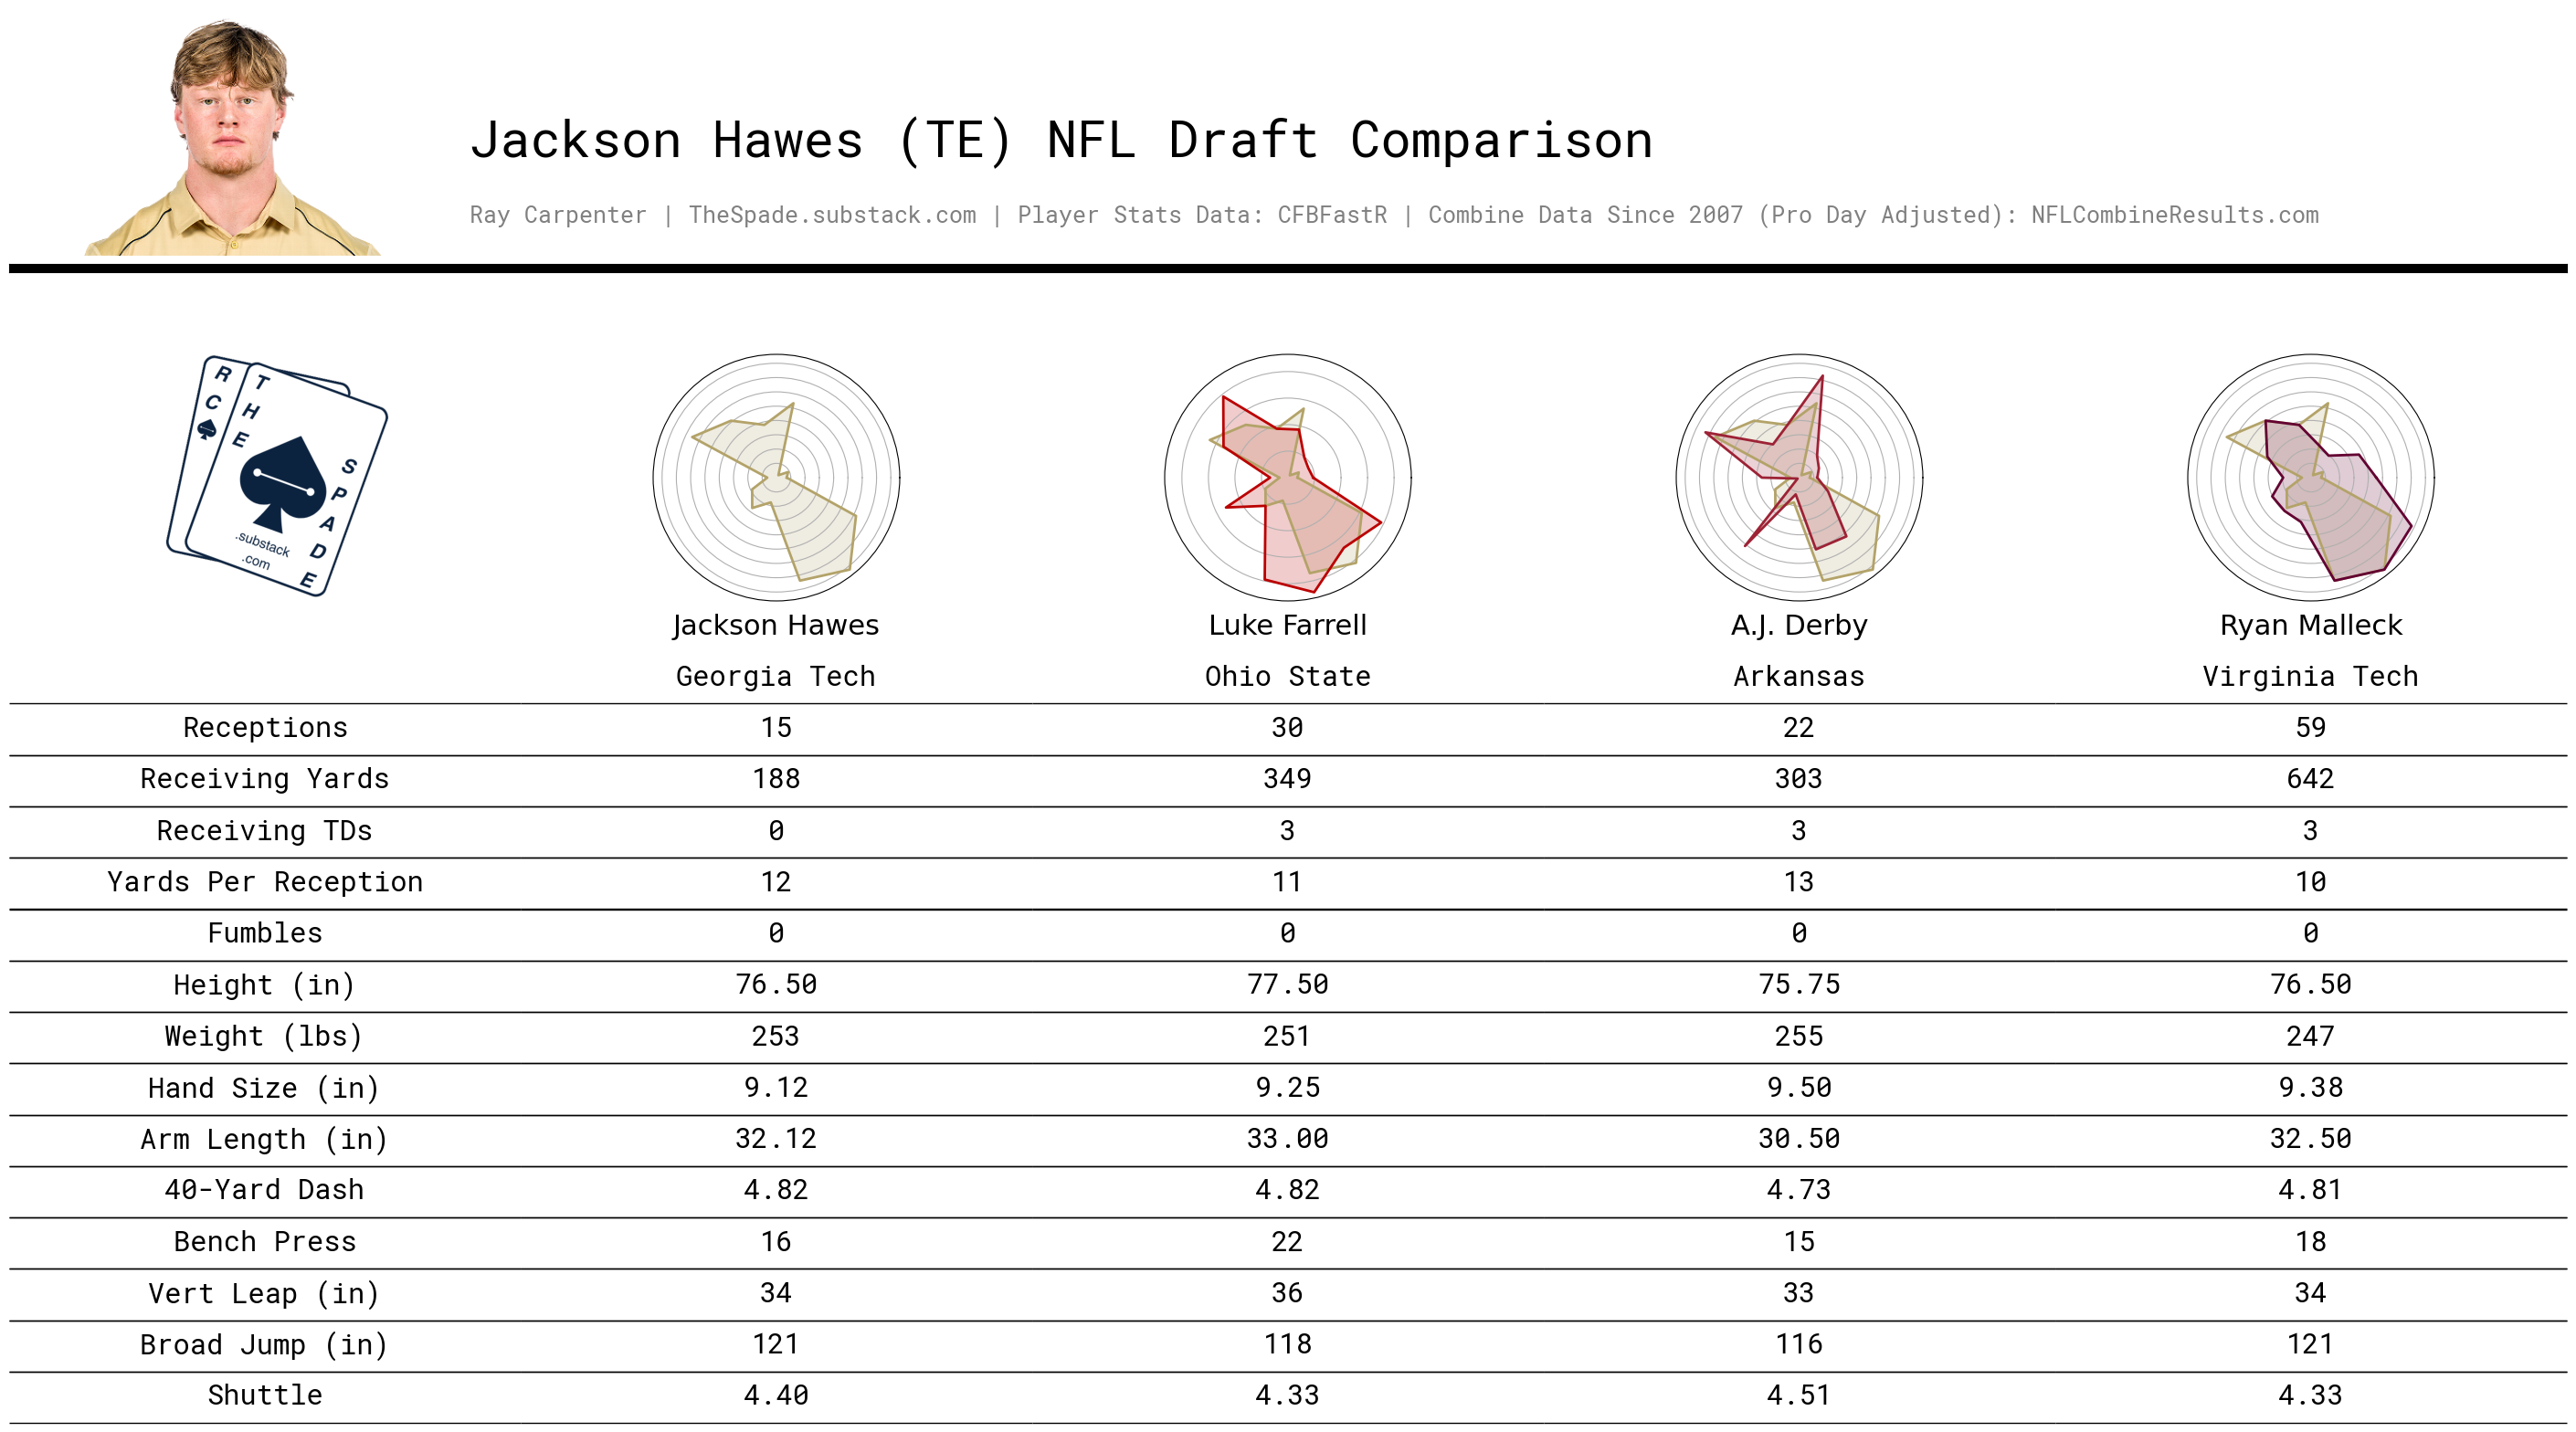 Jackson Hawes (TE) NFL Draft Comparison
Ray Carpenter | TheSpade.substack.com | Player Stats Data: CFBFastR | Combine Data Since 2007 (Pro Day Adjusted): NFLCombineResults.com
RC
THE
SPADE
.substack
.com
Jackson Hawes Luke Farrell A.J. Derby Ryan Malleck
Georgia Tech Ohio State Arkansas Virginia Tech
Receptions 15 30 22 59
Receiving Yards 188 349 303 642
Receiving TDs 0 3 3 3
Yards Per Reception 12 11 13 10
Fumbles 0 0 0 0
Height (in) 76.50 77.50 75.75 76.50
Weight (lbs) 253 251 255 247
Hand Size (in) 9.12 9.25 9.50 9.38
Arm Length (in) 32.12 33.00 30.50 32.50
40-Yard Dash 4.82 4.82 4.73 4.81
Bench Press 16 22 15 18
Vert Leap (in) 34 36 33 34
Broad Jump (in) 121 118 116 121
Shuttle 4.40 4.33 4.51 4.33